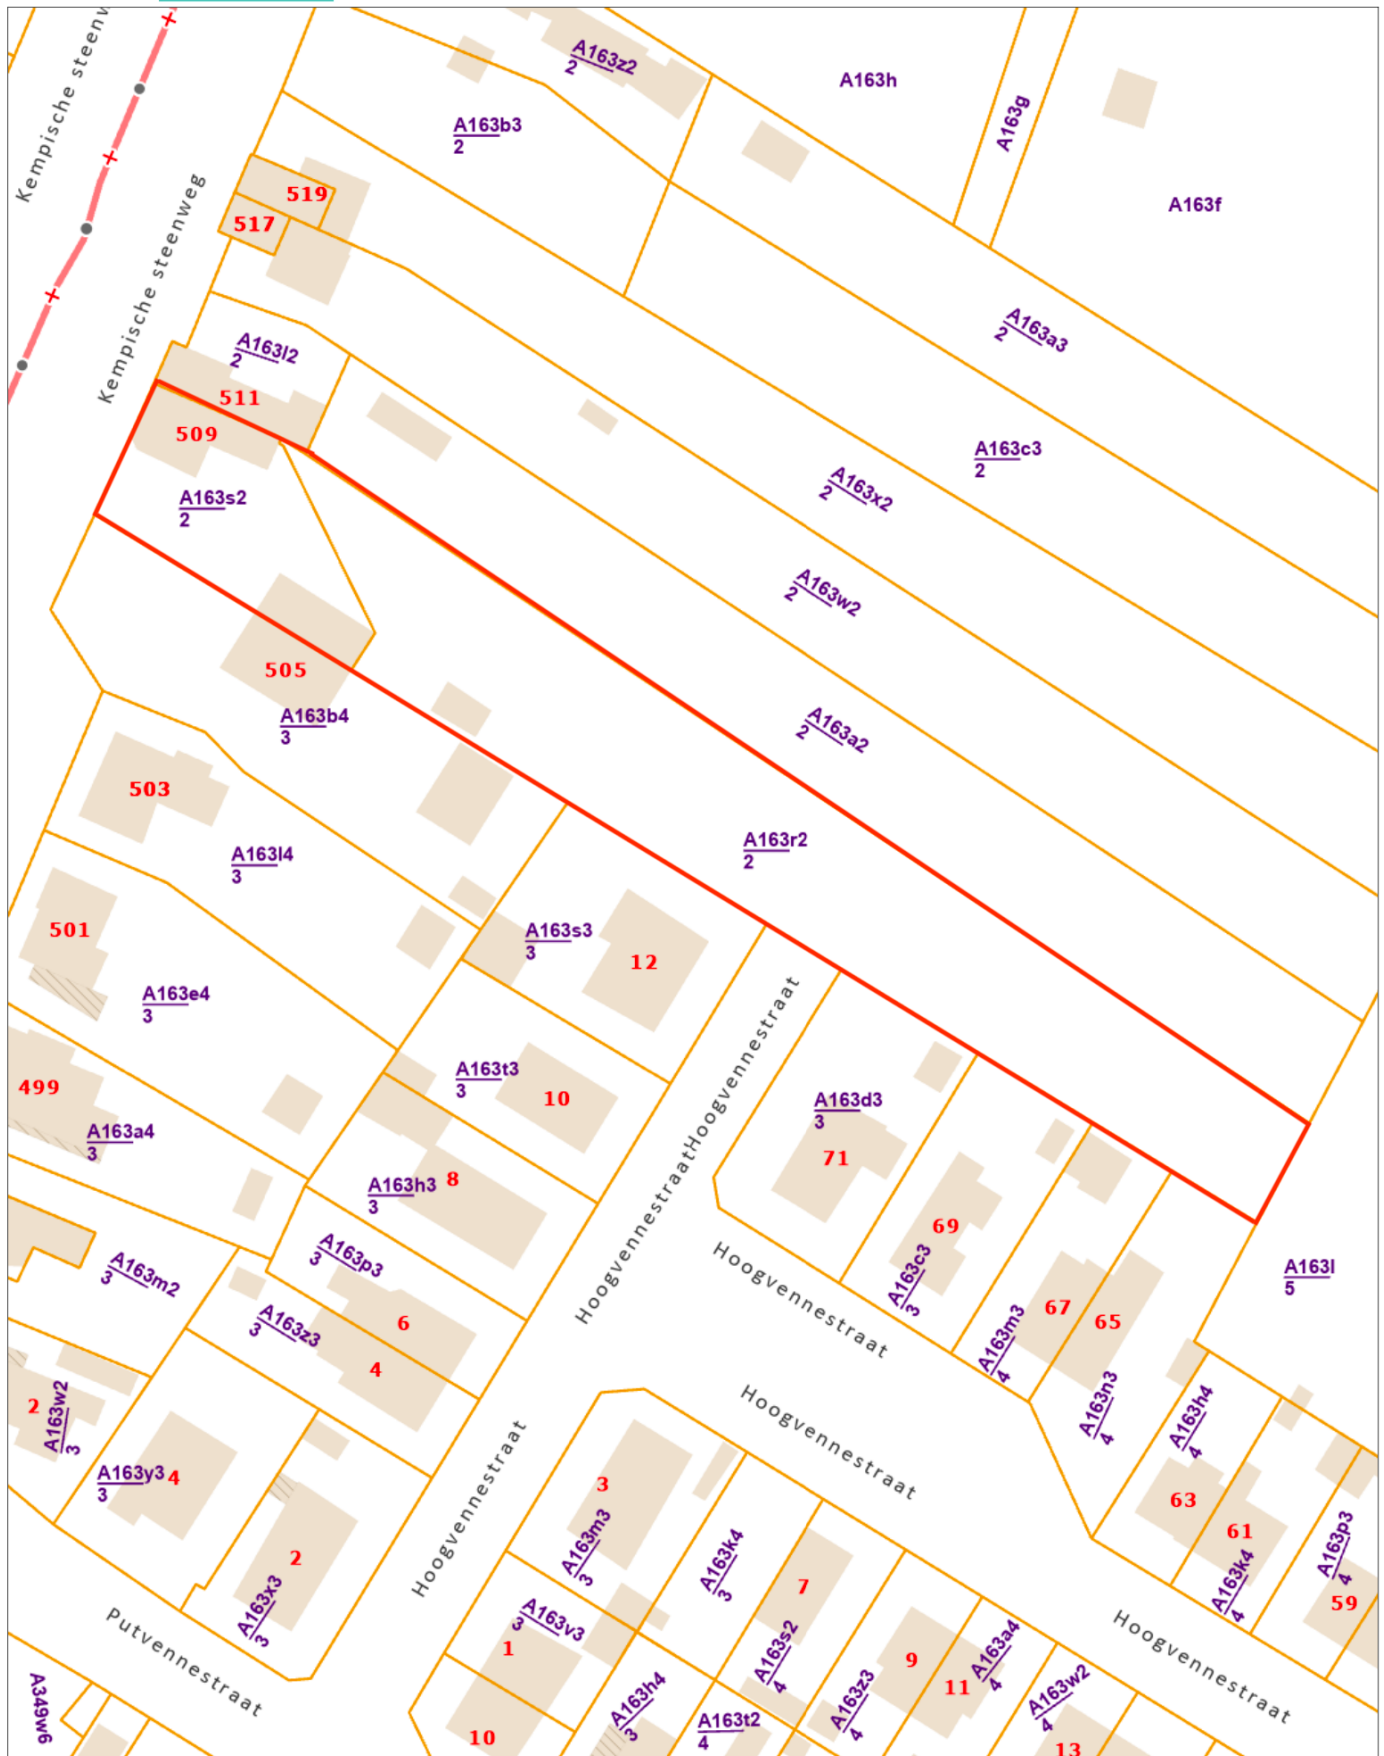 Kempische steenw
A163z2
2
A163h
A163g
A163b3
2
A163f
519
517
Kempische steenweg
A163a3
2
A163l2
2
511
509
A163c3
2
A163x2
2
A163s2
2
A163w2
2
505
A163b4
3
A163a2
2
503
A163r2
2
A163l4
3
501
A163s3
3
12
A163e4
3
Hoogvennestraat
499
A163t3
3
10
A163d3
3
A163a4
3
71
8
A163h3
3
Hoogvennestraat
69
A163p3
3
A163m2
3
A163c3
3
Hoogvennestraat
A163l
5
67
65
A163z3
3
6
4
A163m3
4
A163n3
4
A163h4
4
2
A163w2
3
Hoogvennestraat
Hoogvennestraat
A163y3
3
4
3
63
61
A163p3
4
2
A163m3
3
A163k4
3
7
A163k4
4
59
A163x3
3
A163v3
3
1
A163s2
4
9
11
A163a4
4
Hoogvennestraat
Putvennestraat
A349w6
A163h4
3
A163z3
4
A163w2
4
10
A163t2
4
13